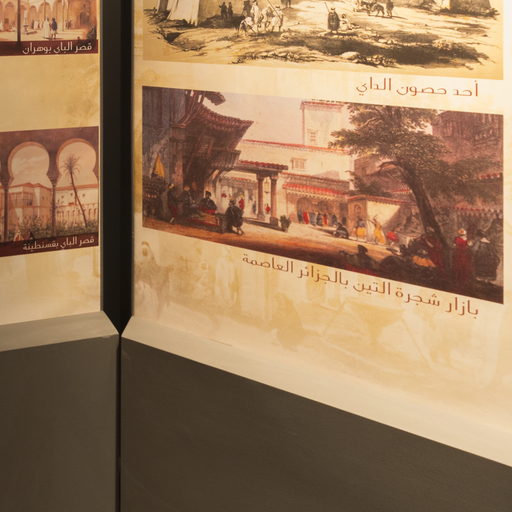 أحد حصون الداي
بازار شجرة التين بالجزائر العاصمة
قصر الباي بوهران
قصر الباي بقسنطينة